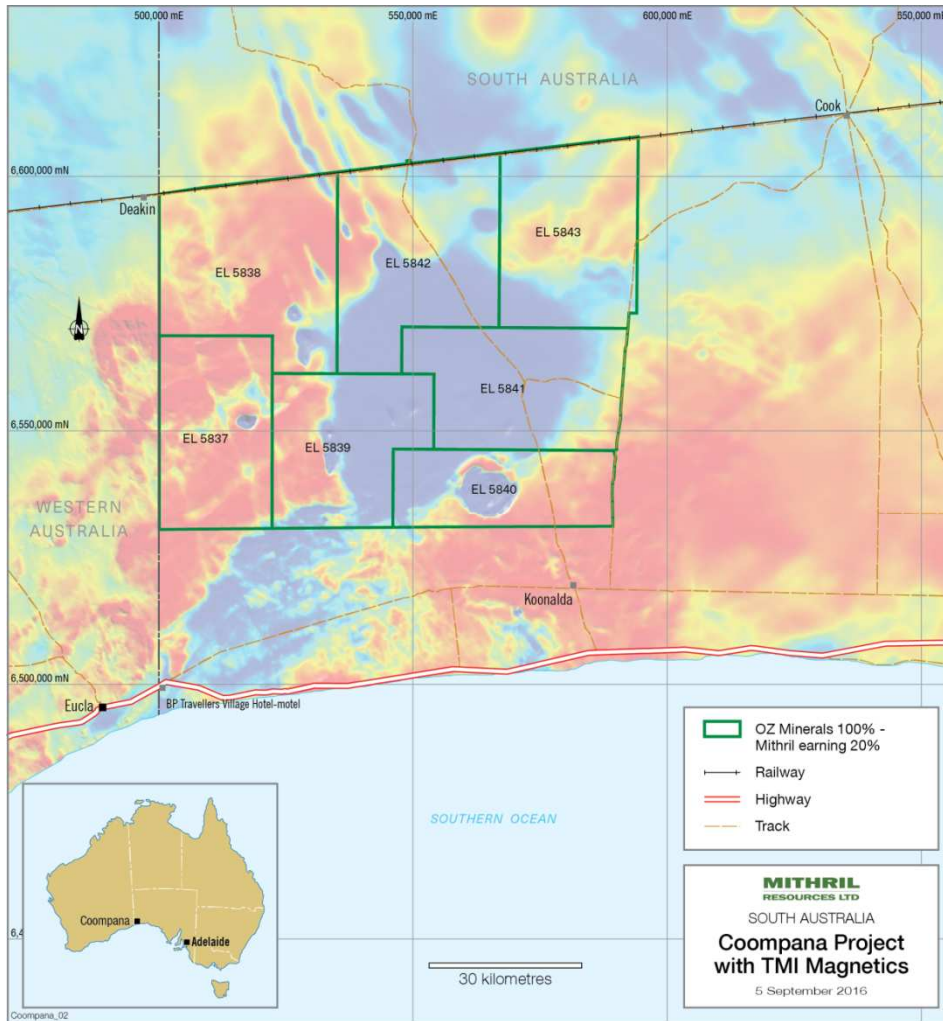 500,000 mE
550,000 mE
600,000 mE
SOUTH AUSTRALIA
Cook
6,600,000 mN
Deakin
EL 5843
EL 5842
EL 5838
N
EL 5841
6,550,000 mN
EL 5837
EL 5839
EL 5840
WESTERN
AUSTRALIA
Koonalda
6,500,000 mN
Eucla
BP Travellers Village Hotel-motel
OZ Minerals 100% -
Mithril earning 20%
Railway
Highway
Track
SOUTHERN OCEAN
Coompana
Adelaide
30 kilometres
MITHRIL
RESOURCES LTD
SOUTH AUSTRALIA
Coompana Project
with TMI Magnetics
5 September 2016
Coompana_02